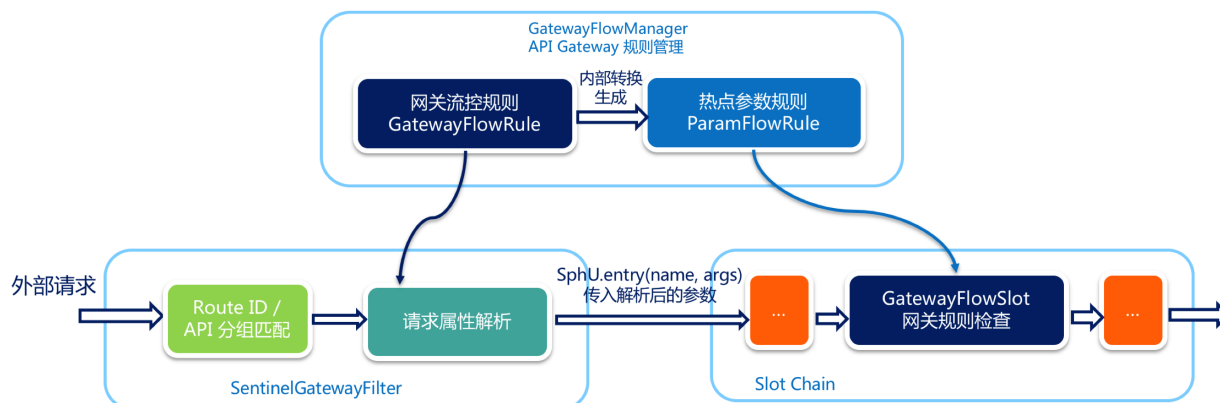 GatewayFlowManager
API Gateway 规则管理
网关流控规则
GatewayFlowRule
内部转换
生成
热点参数规则
ParamFlowRule
外部请求
Route ID /
API 分组匹配
请求属性解析
SentinelGatewayFilter
SphU.entry(name, args)
传入解析后的参数
...
GatewayFlowSlot
网关规则检查
...
Slot Chain